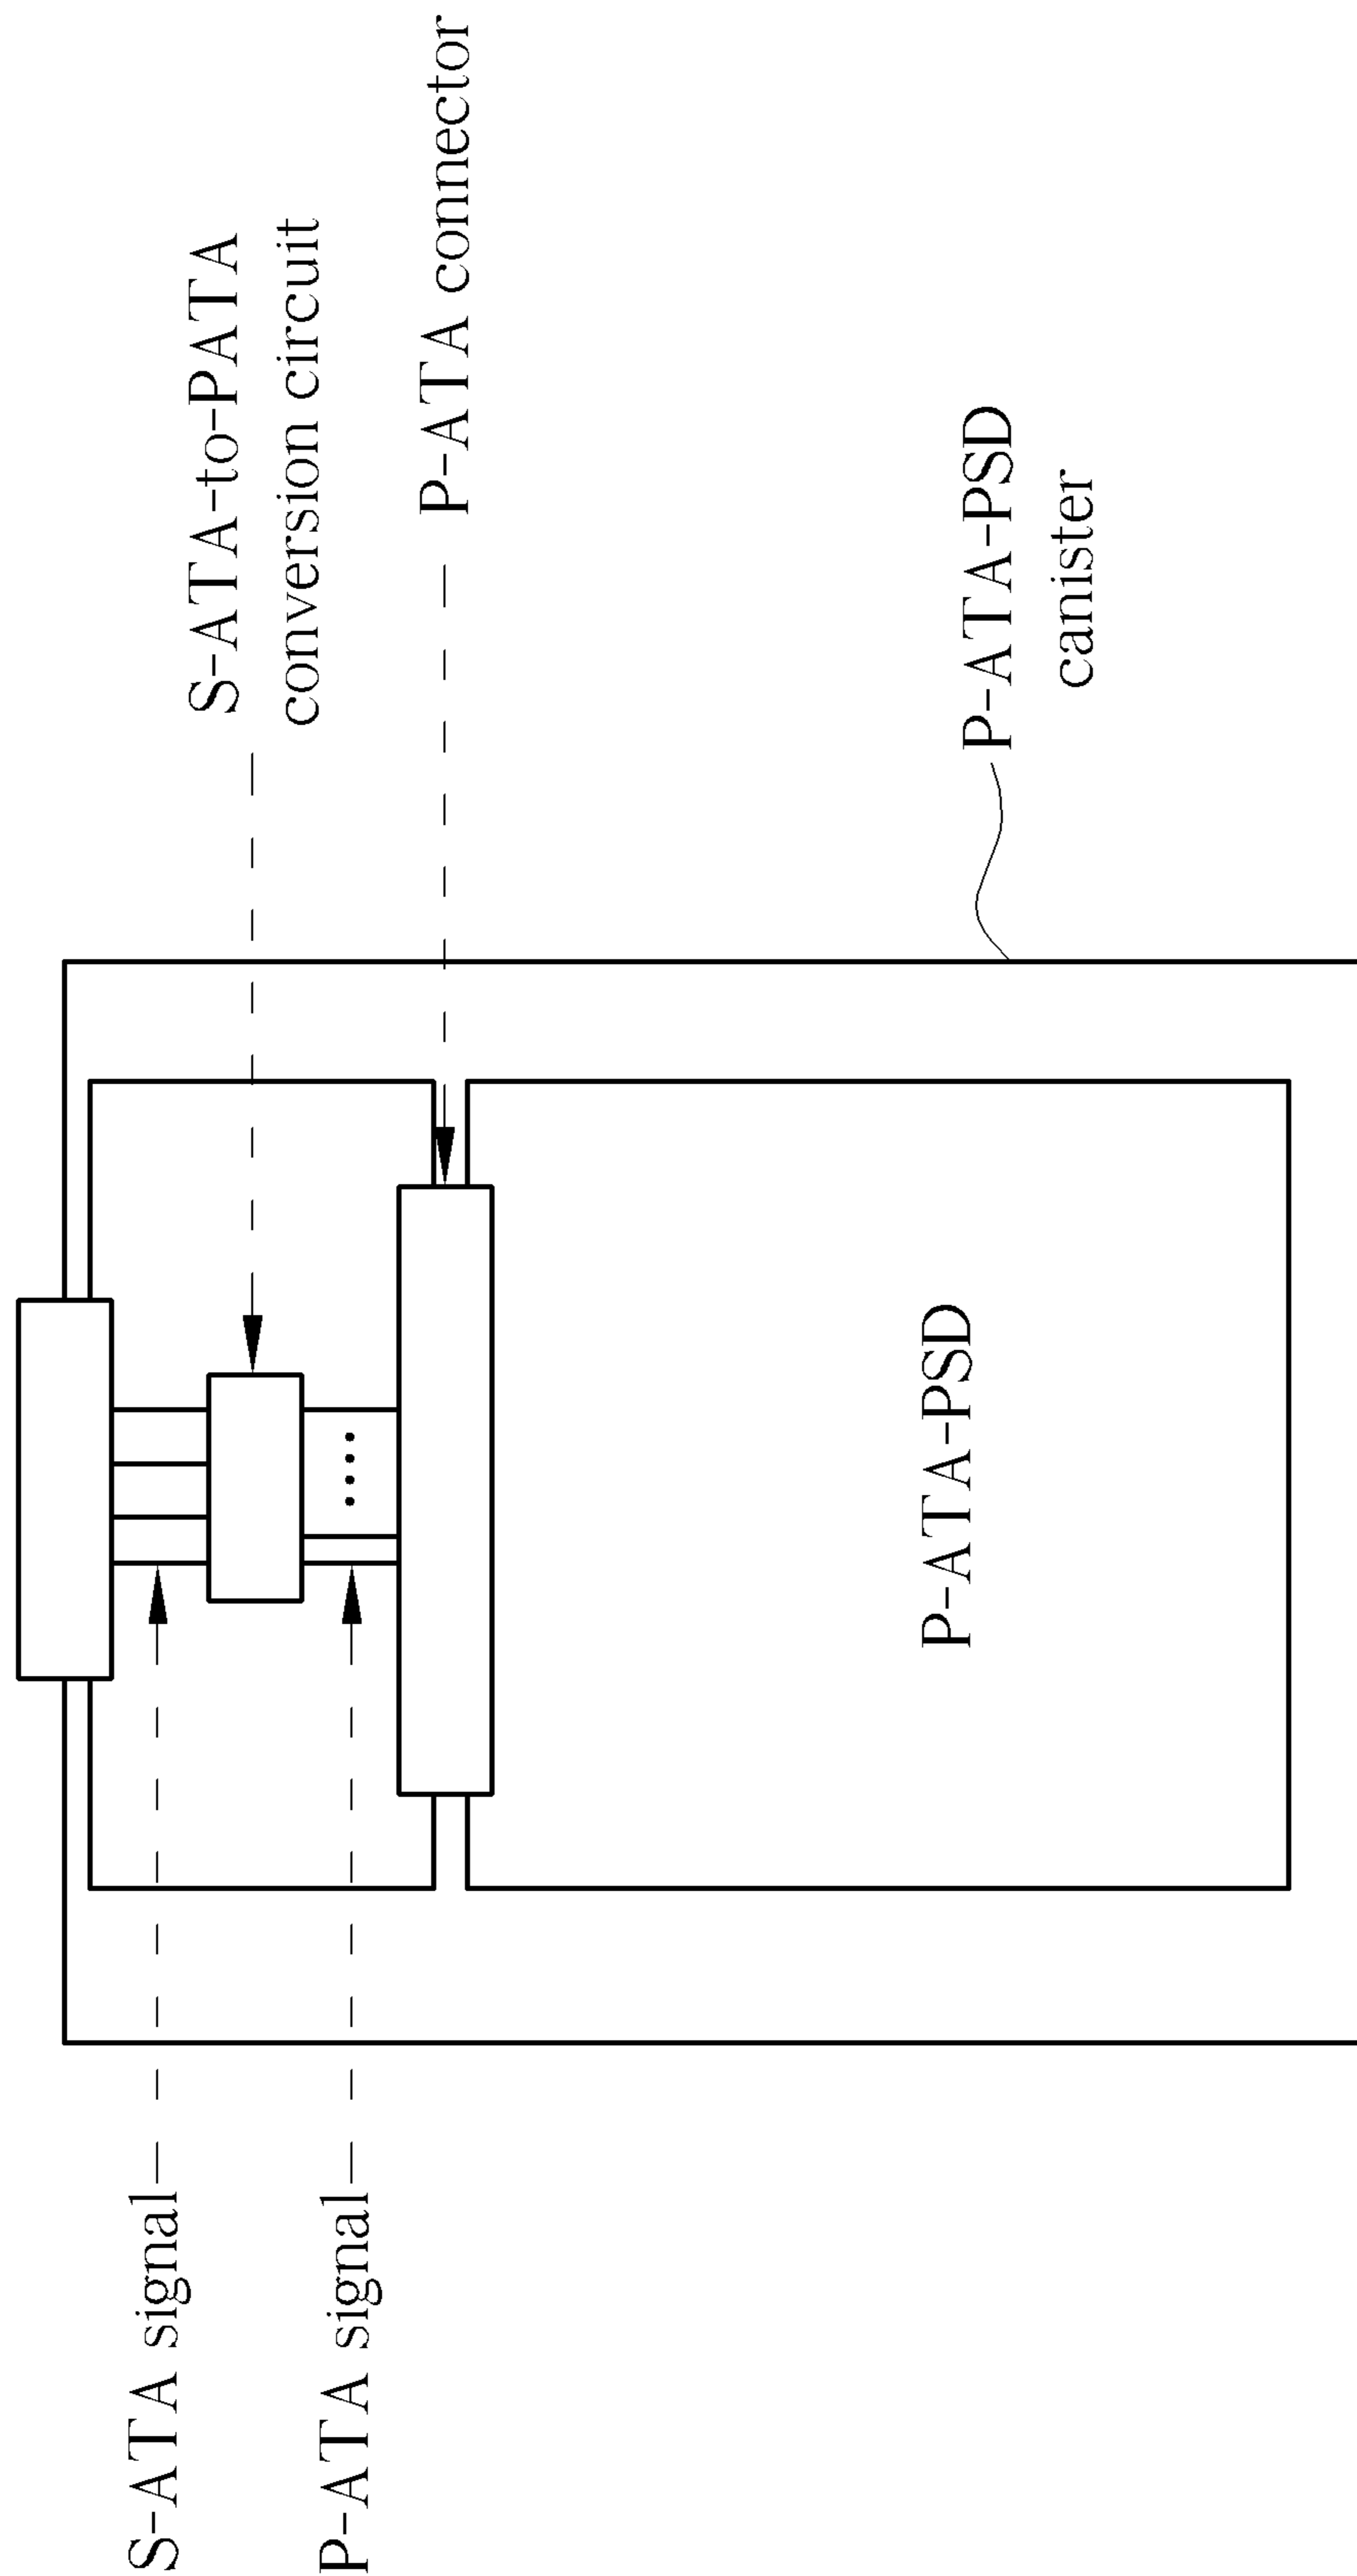 S-ATA-to-PATA
conversion circuit
P-ATA connector
P-ATA-PSD
canister
P-ATA-PSD
S-ATA signal
P-ATA signal